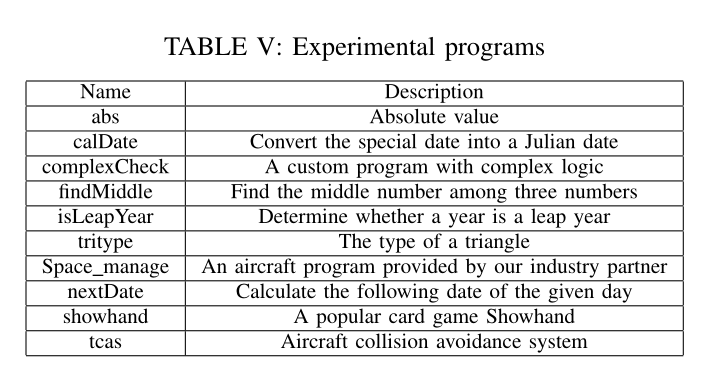 TABLE V: Experimental programs
Name Description
abs Absolute value
calDate Convert the special date into a Julian date
complexCheck A custom program with complex logic
findMiddle Find the middle number among three numbers
isLeapYear Determine whether a year is a leap year
tritype The type of a triangle
Space_manage An aircraft program provided by our industry partner
nextDate Calculate the following date of the given day
showhand A popular card game Showhand
tcas Aircraft collision avoidance system